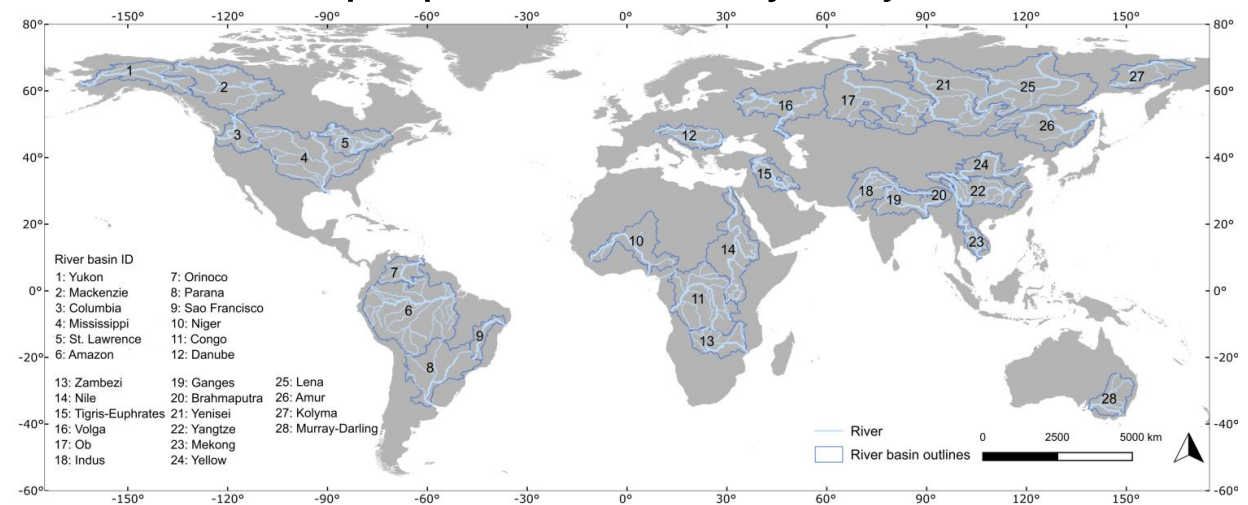 -150° -120° -90° -60° -30° 0° 30° 60° 90° 120° 150°
80° 80°
60° 60°
40° 40°
20° 20°
0° 0°
-20° -20°
-40° -40°
-60° -60°
1 2 3 4 5 6 7 8 9 10 11 12 13 14 15 16 17 18 19 20 21 22 23 24 25 26 27 28
River basin ID
1: Yukon 7: Orinoco
2: Mackenzie 8: Parana
3: Columbia 9: Sao Francisco
4: Mississippi 10: Niger
5: St. Lawrence 11: Congo
6: Amazon 12: Danube
13: Zambezi 19: Ganges 25: Lena
14: Nile 20: Brahmaputra 26: Amur
15: Tigris-Euphrates 21: Yenisei 27: Kolyma
16: Volga 22: Yangtze 28: Murray-Darling
17: Ob 23: Mekong
18: Indus 24: Yellow
River
River basin outlines
0 2500 5000 km
-150° -120° -90° -60° -30° 0° 30° 60° 90° 120° 150°